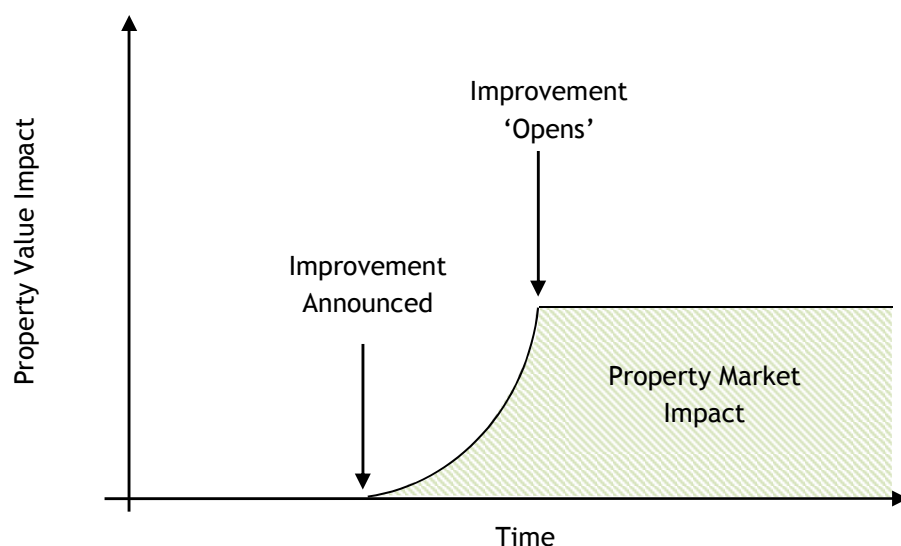 Improvement
‘Opens’
Improvement
Announced
Property Value Impact
Property Market
Impact
Time